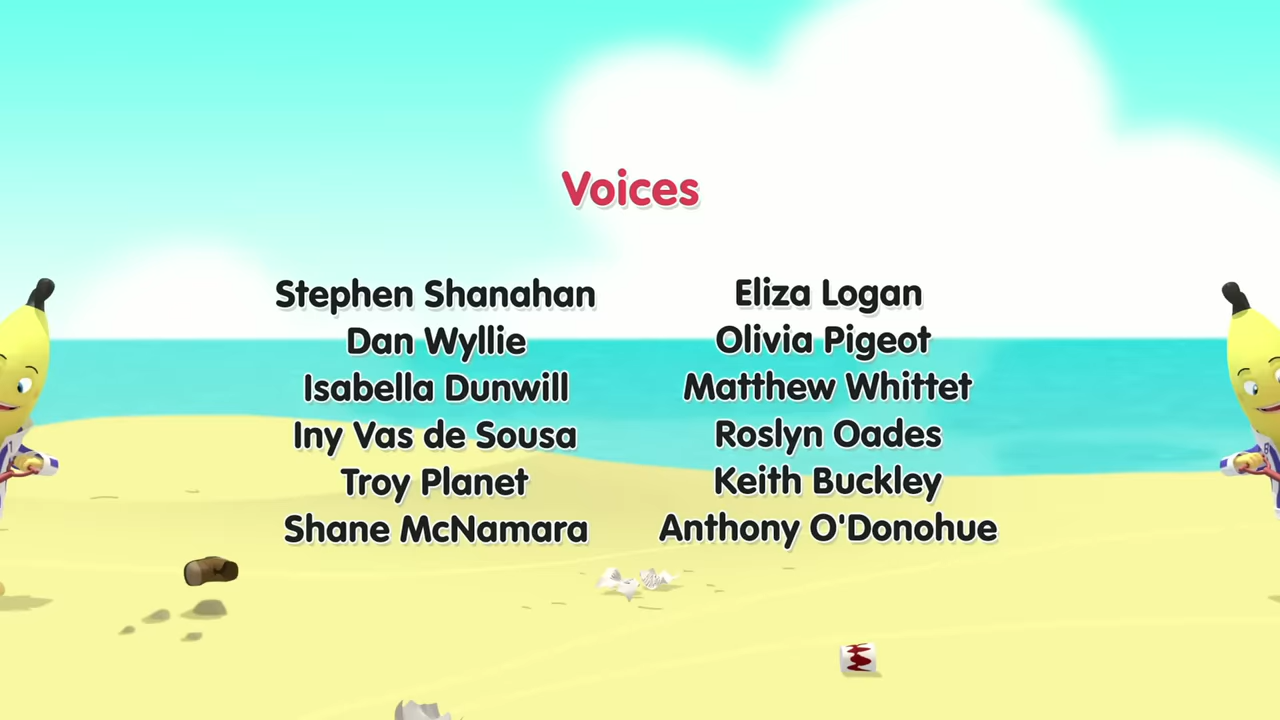 Voices
Stephen Shanahan
Dan Wyllie
Isabella Dunwill
Iny Vas de Sousa
Troy Planet
Shane McNamara
Eliza Logan
Olivia Pigeot
Matthew Whittet
Roslyn Oades
Keith Buckley
Anthony O'Donohue